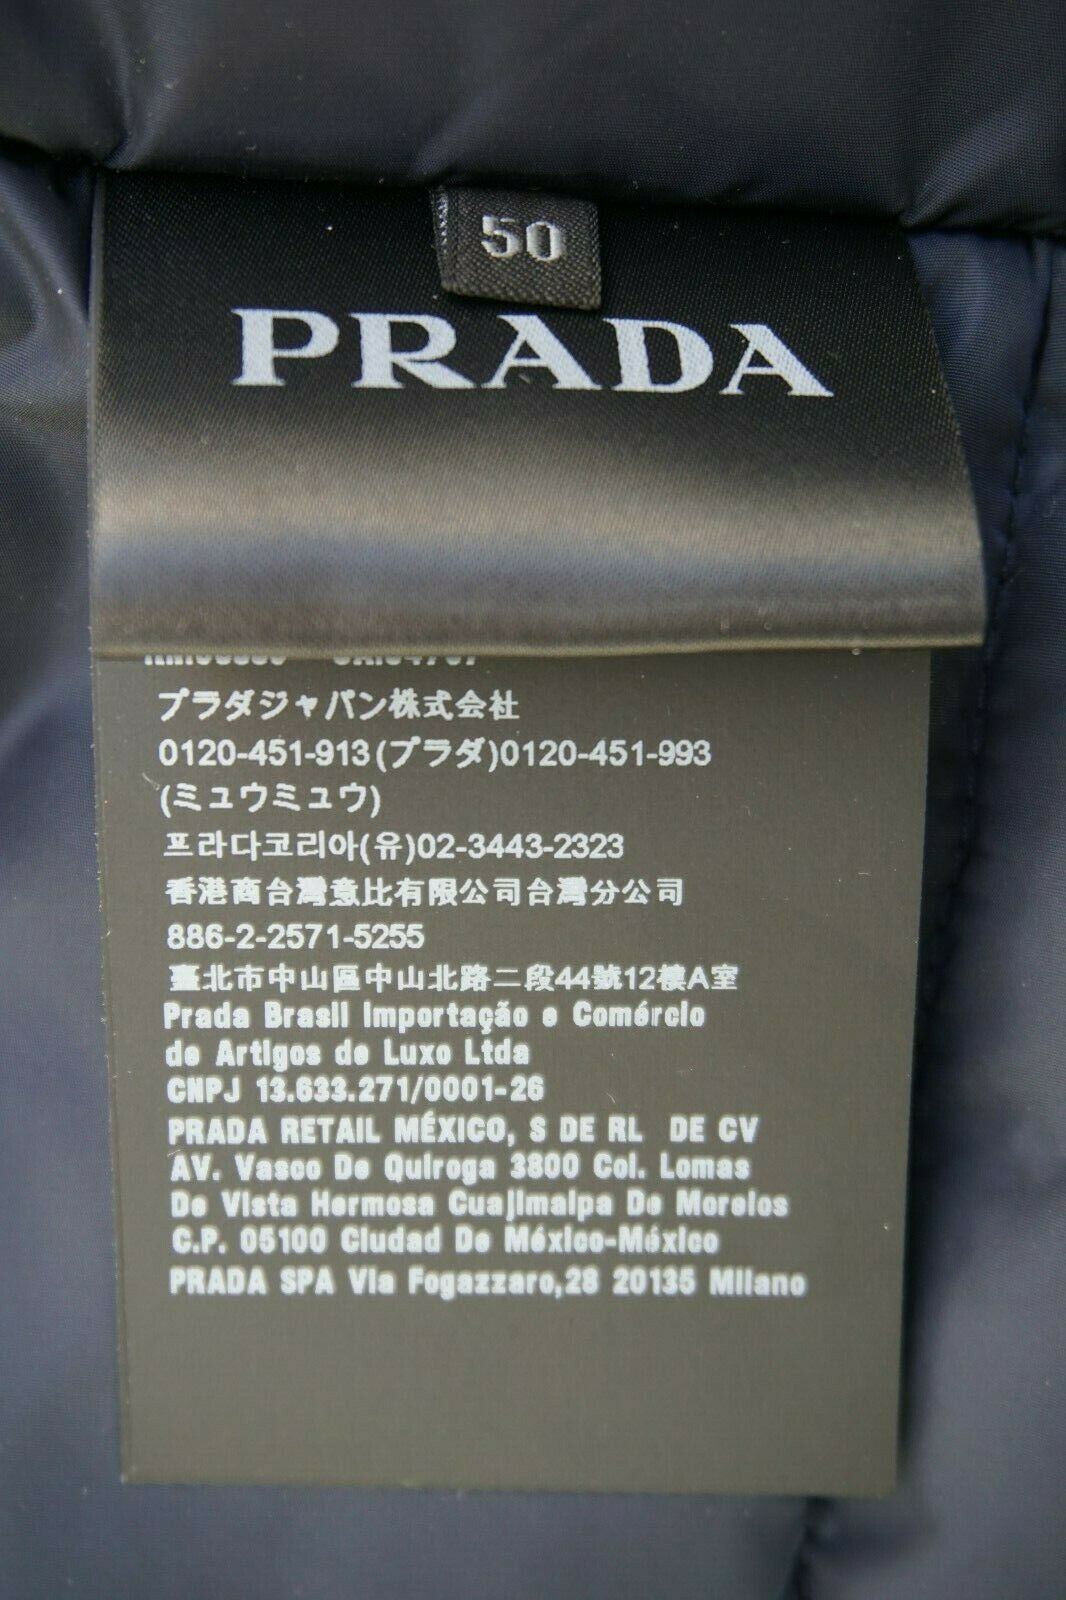 50
PRADA
プラダジャパン株式会社
0120-451-913(プラダ)0120-451-993
(ミュウミュウ)
프라다코리아(유)02-3443-2323
香港商台灣意比有限公司台灣分公司
886-2-2571-5255
臺北市中山區中山北路二段44號12樓A室
Prada Brasil Importação e Comércio
de Artigos de Luxo Ltda
CNPJ 13.633.271/0001-26
PRADA RETAIL MÉXICO, S DE RL DE CV
AV. Vasco De Quiroga 3800 Col. Lomas
De Vista Hermosa Cuajimalpa De Morelos
C.P. 05100 Ciudad De México-México
PRADA SPA Via Fogazzaro,28 20135 Milano